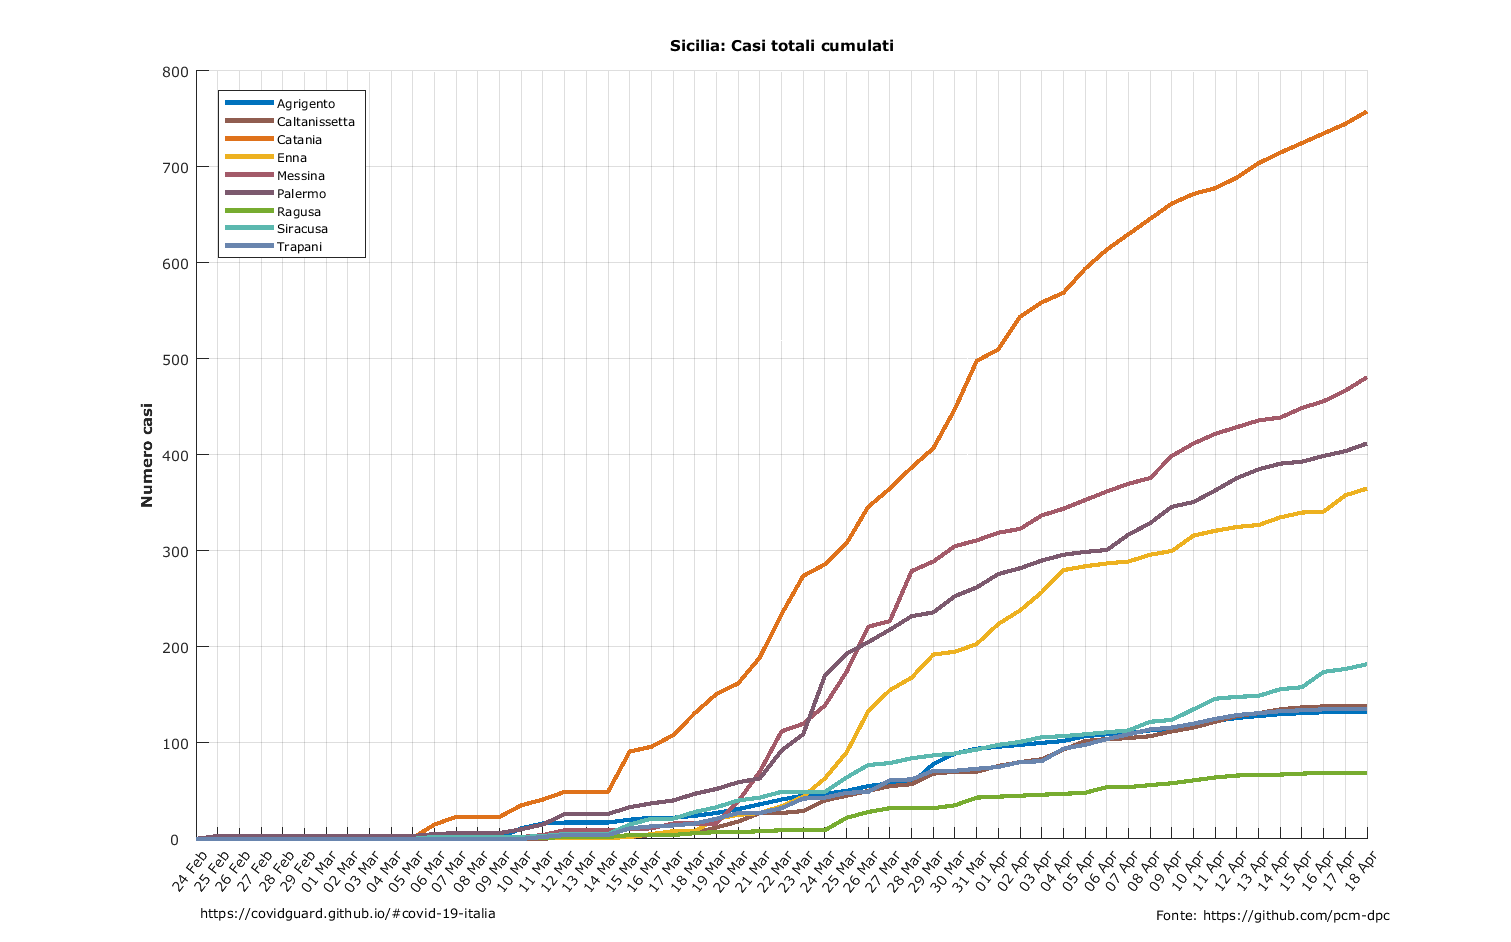 Sicilia: Casi totali cumulati
800
700
600
500
400
300
200
100
0
Numero casi
Agrigento
Caltanissetta
Catania
Enna
Messina
Palermo
Ragusa
Siracusa
Trapani
24 Feb
25 Feb
26 Feb
27 Feb
28 Feb
29 Feb
01 Mar
02 Mar
03 Mar
04 Mar
05 Mar
06 Mar
07 Mar
08 Mar
09 Mar
10 Mar
11 Mar
12 Mar
13 Mar
14 Mar
15 Mar
16 Mar
17 Mar
18 Mar
19 Mar
20 Mar
21 Mar
22 Mar
23 Mar
24 Mar
25 Mar
26 Mar
27 Mar
28 Mar
29 Mar
30 Mar
31 Mar
01 Apr
02 Apr
03 Apr
04 Apr
05 Apr
06 Apr
07 Apr
08 Apr
09 Apr
10 Apr
11 Apr
12 Apr
13 Apr
14 Apr
15 Apr
16 Apr
17 Apr
18 Apr
https://covidguard.github.io/#covid-19-italia
Fonte: https://github.com/pcm-dpc